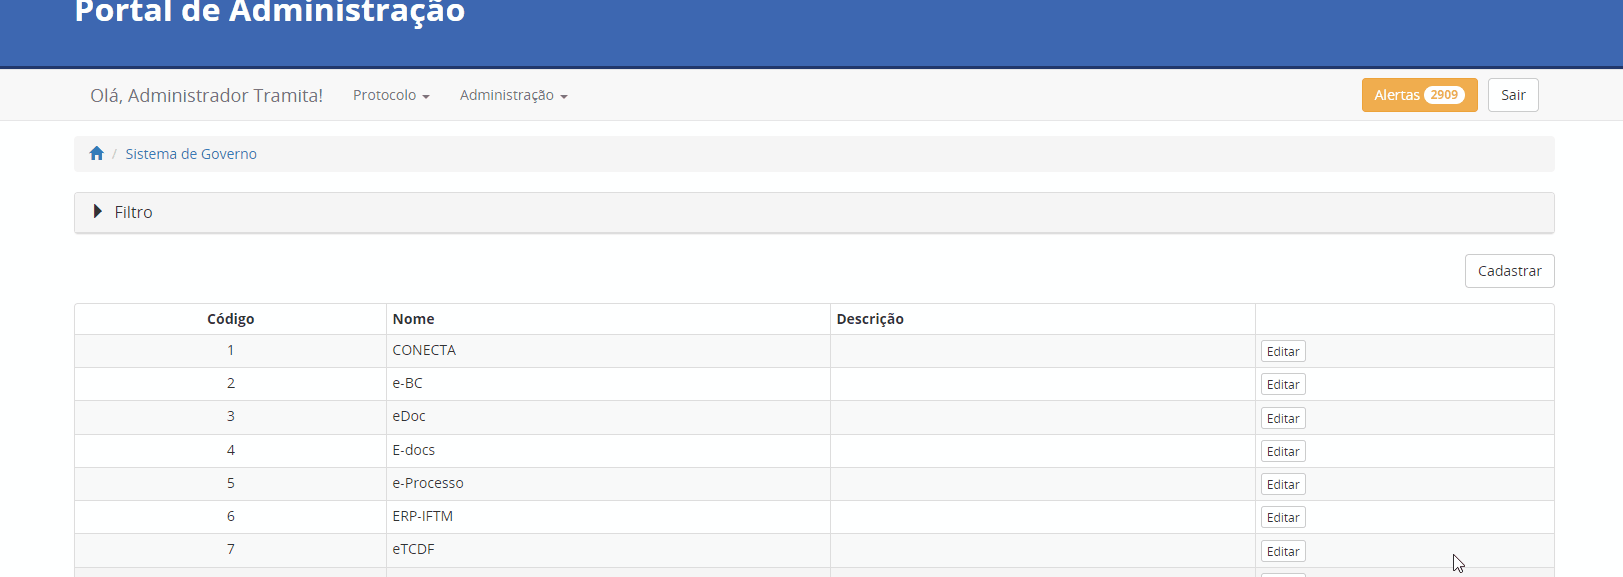 Portal de Administração
Olá, Administrador Tramita! Protocolo Administração Alertas 2909 Sair
/ Sistema de Governo
Filtro
Cadastrar
Código Nome Descrição
1 CONECTA Editar
2 e-BC Editar
3 eDoc Editar
4 E-docs Editar
5 e-Processo Editar
6 ERP-IFTM Editar
7 eTCDF Editar